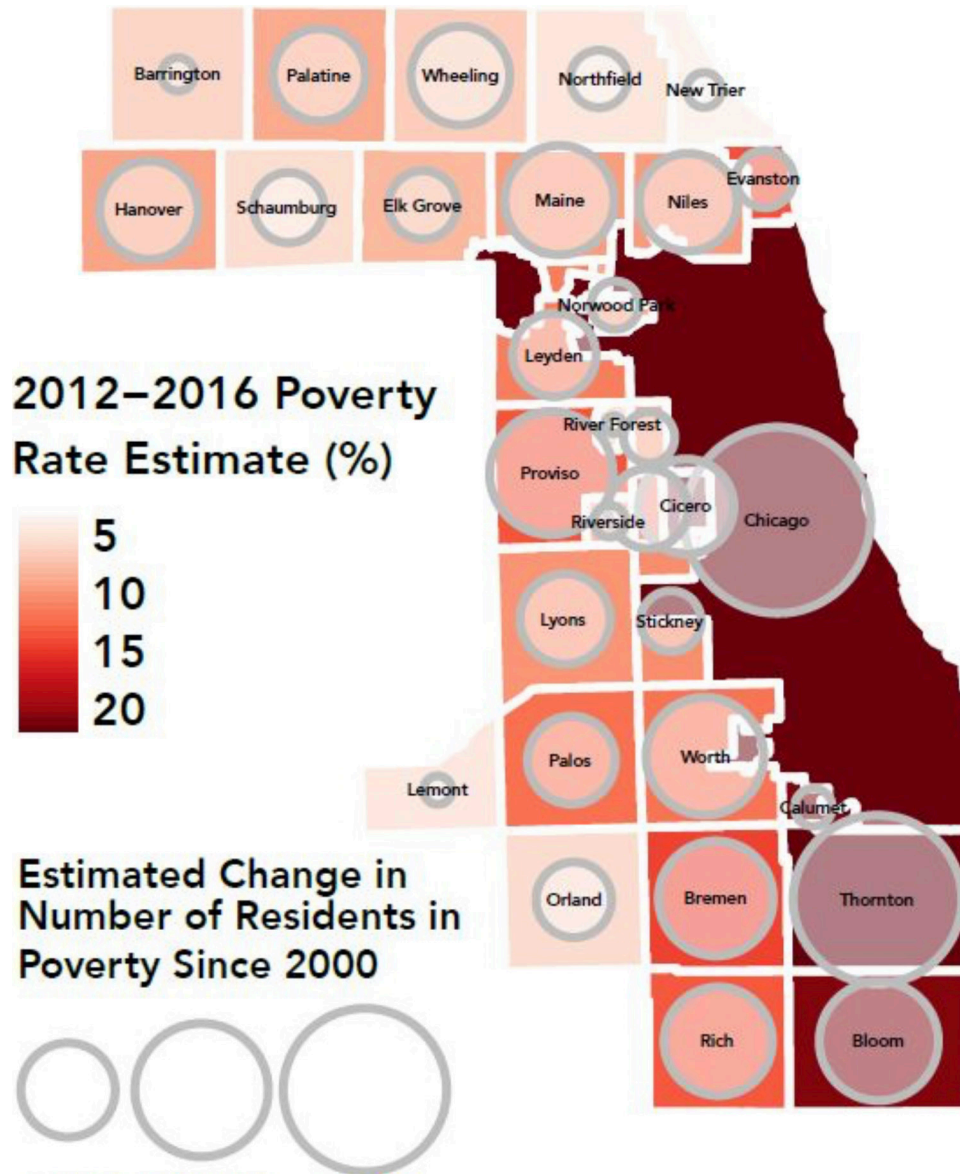 Barrington
Palatine
Wheeling
Northfield
New Trier
Hanover
Schaumburg
Elk Grove
Maine
Niles
Evanston
Norwood Park
Leyden
2012–2016 Poverty
Rate Estimate (%)
5
10
15
20
River Forest
Proviso
Cicero
Riverside
Chicago
Lyons
Stickney
Palos
Worth
Lemont
Calumet
Estimated Change in
Number of Residents in
Poverty Since 2000
Orland
Bremen
Thornton
Rich
Bloom